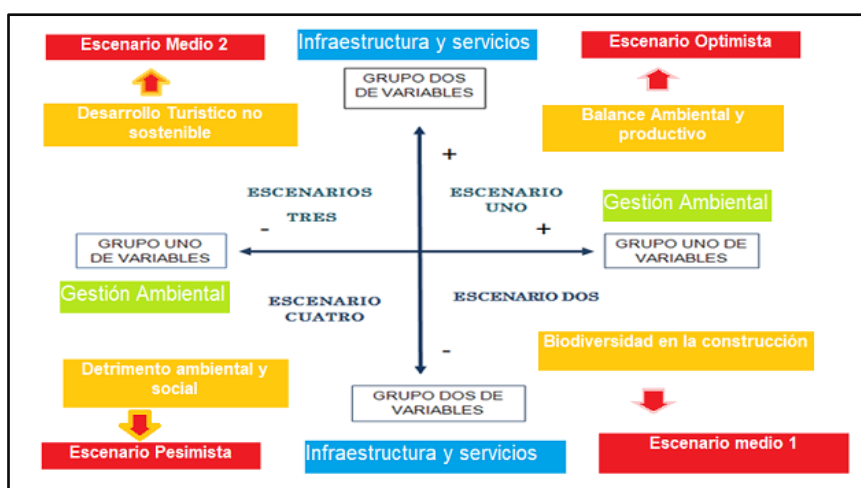 Escenario Medio 2
Infraestructura y servicios
Escenario Optimista
GRUPO DOS
DE VARIABLES
Desarrollo Turístico no
sostenible
Balance Ambiental y
productivo
+
ESCENARIOS
TRES
ESCENARIO
UNO
Gestión Ambiental
-
+
GRUPO UNO
DE VARIABLES
GRUPO UNO DE
VARIABLES
Gestión Ambiental
ESCENARIO
CUATRO
ESCENARIO DOS
-
Biodiversidad en la construcción
Detrimento ambiental y
social
GRUPO DOS DE
VARIABLES
Escenario Pesimista
Infraestructura y servicios
Escenario medio 1